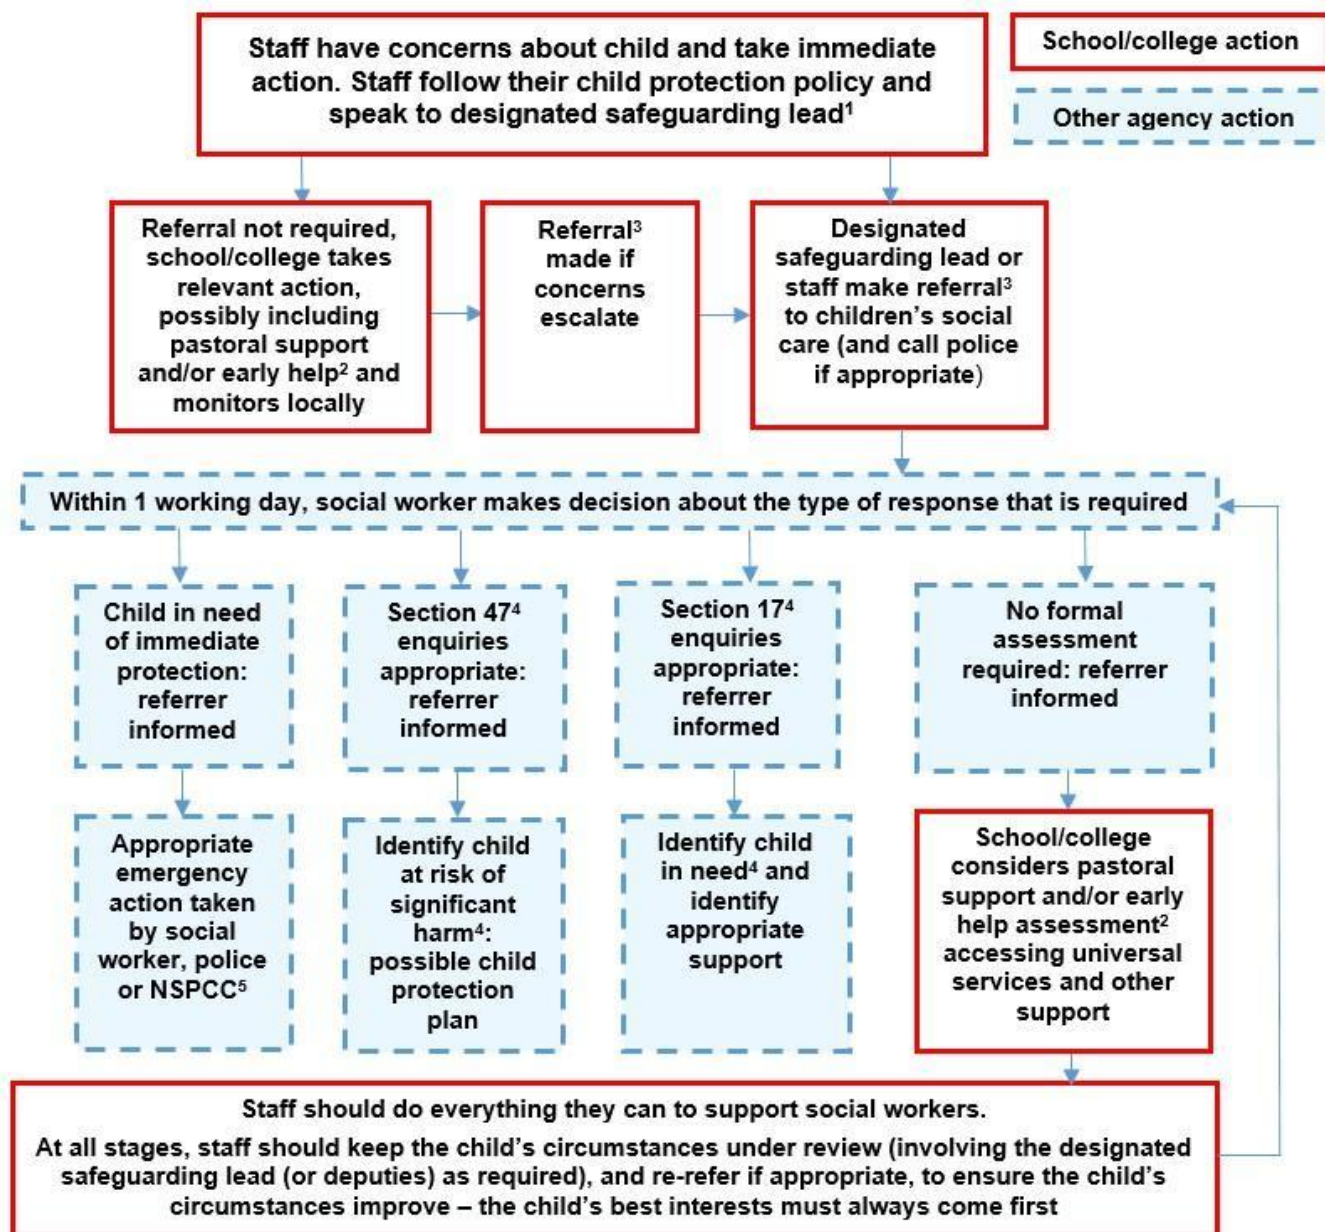 Staff have concerns about child and take immediate
action. Staff follow their child protection policy and
speak to designated safeguarding lead¹
School/college action
Other agency action
Referral not required,
school/college takes
relevant action,
possibly including
pastoral support
and/or early help² and
monitors locally
Referral³
made if
concerns
escalate
Designated
safeguarding lead or
staff make referral³
to children’s social
care (and call police
if appropriate)
Within 1 working day, social worker makes decision about the type of response that is required
Child in need
of immediate
protection:
referrer
informed
Section 47⁴
enquiries
appropriate:
referrer
informed
Section 17⁴
enquiries
appropriate:
referrer
informed
No formal
assessment
required: referrer
informed
Appropriate
emergency
action taken
by social
worker, police
or NSPCC⁵
Identify child
at risk of
significant
harm⁴:
possible child
protection
plan
Identify child
in need⁴ and
identify
appropriate
support
School/college
considers pastoral
support and/or early
help assessment²
accessing universal
services and other
support
Staff should do everything they can to support social workers.
At all stages, staff should keep the child’s circumstances under review (involving the designated
safeguarding lead (or deputies) as required), and re-refer if appropriate, to ensure the child’s
circumstances improve – the child’s best interests must always come first